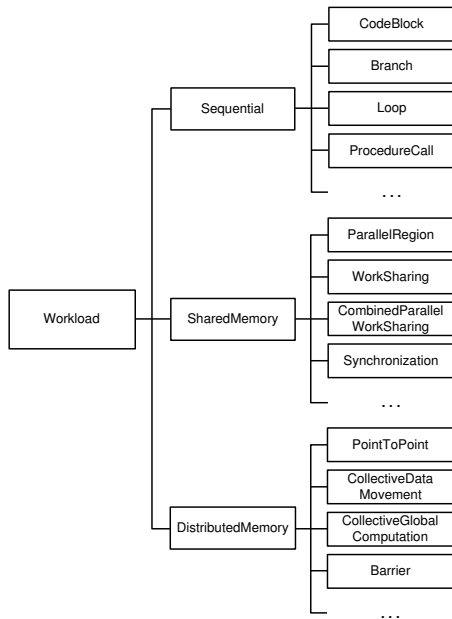 CodeBlock
Branch
Sequential
Loop
ProcedureCall
...
ParallelRegion
WorkSharing
Workload
SharedMemory
CombinedParallel
WorkSharing
Synchronization
...
PointToPoint
CollectiveData
Movement
DistributedMemory
CollectiveGlobal
Computation
Barrier
...